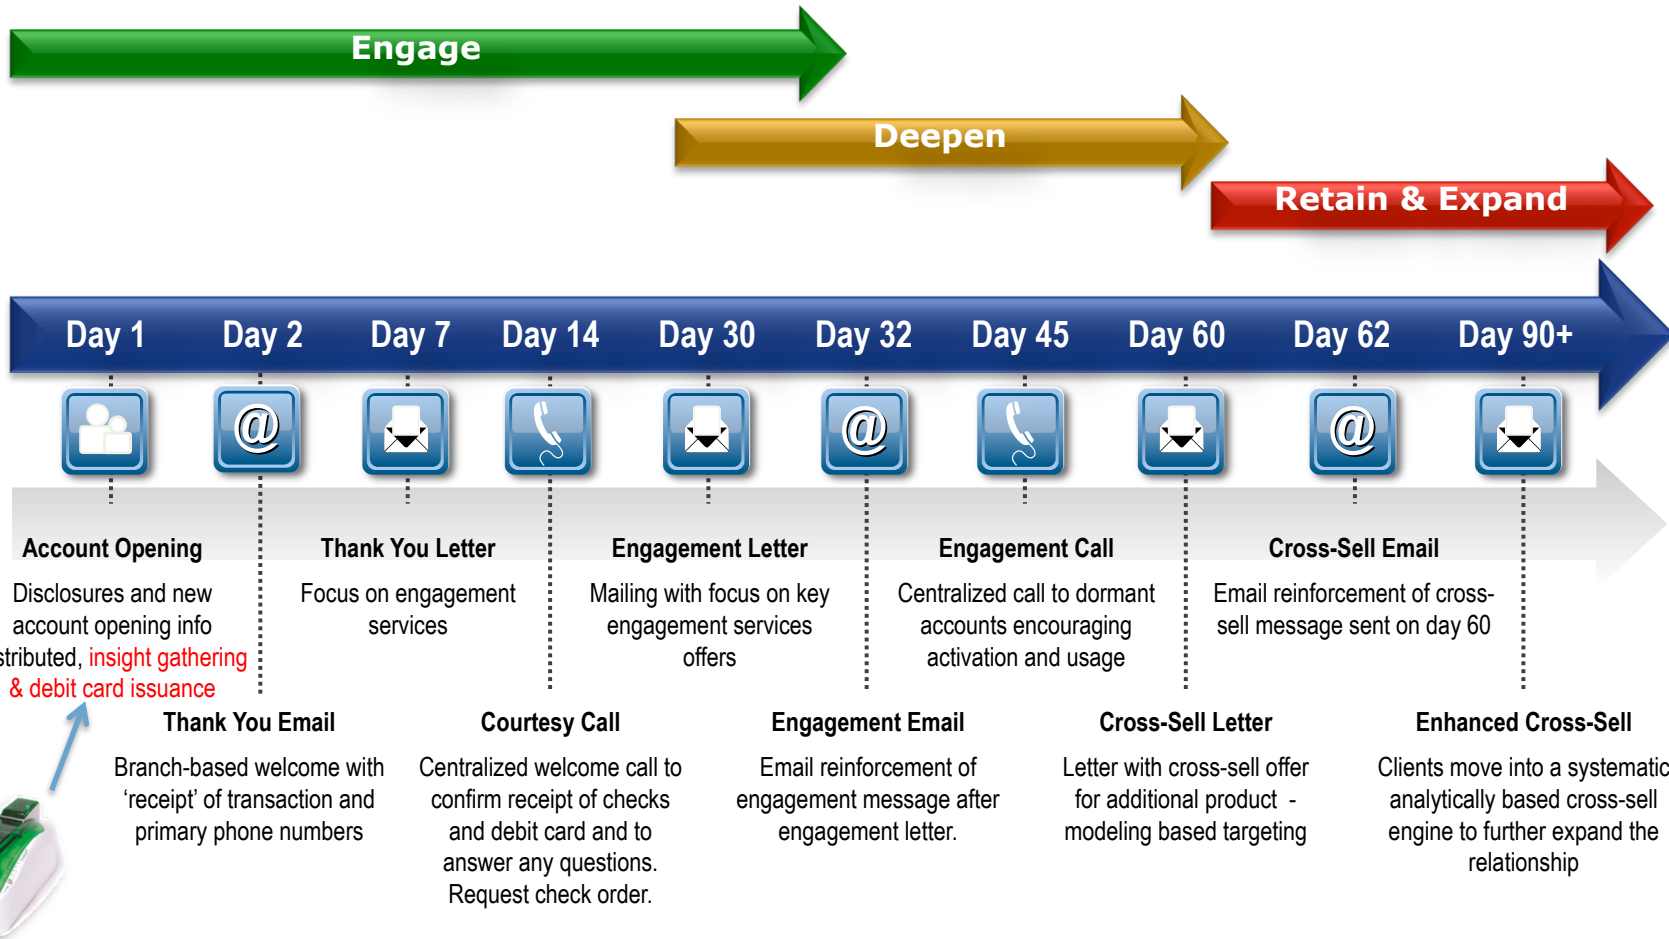 Engage
Deepen
Retain & Expand
Day 1
Day 2
Day 7
Day 14
Day 30
Day 32
Day 45
Day 60
Day 62
Day 90+
@
@
@
Account Opening
Disclosures and new
account opening info
stributed, insight gathering
& debit card issuance
Thank You Letter
Focus on engagement
services
Engagement Letter
Mailing with focus on key
engagement services
offers
Engagement Call
Centralized call to dormant
accounts encouraging
activation and usage
Cross-Sell Email
Email reinforcement of cross-
sell message sent on day 60
Thank You Email
Branch-based welcome with
‘receipt’ of transaction and
primary phone numbers
Courtesy Call
Centralized welcome call to
confirm receipt of checks
and debit card and to
answer any questions.
Request check order.
Engagement Email
Email reinforcement of
engagement message after
engagement letter.
Cross-Sell Letter
Letter with cross-sell offer
for additional product -
modeling based targeting
Enhanced Cross-Sell
Clients move into a systematic
analytically based cross-sell
engine to further expand the
relationship